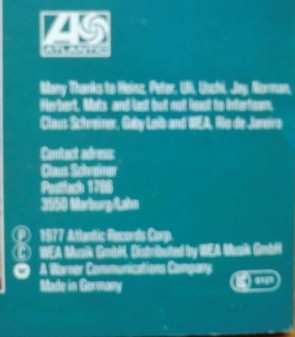 ATLANTIC
Many Thanks to Heinz, Peter, Uli, Uschi, Jay, Norman,
Herbert, Mats and last but not least to Interteam,
Claus Schreiner, Gaby Leib and WEA, Rio de Janeiro
Contact adress:
Claus Schreiner
Postfach 1786
3550 Marburg/Lahn
℗ 1977 Atlantic Records Corp.
© WEA Musik GmbH. Distributed by WEA Musik GmbH
A Warner Communications Company.
Made in Germany